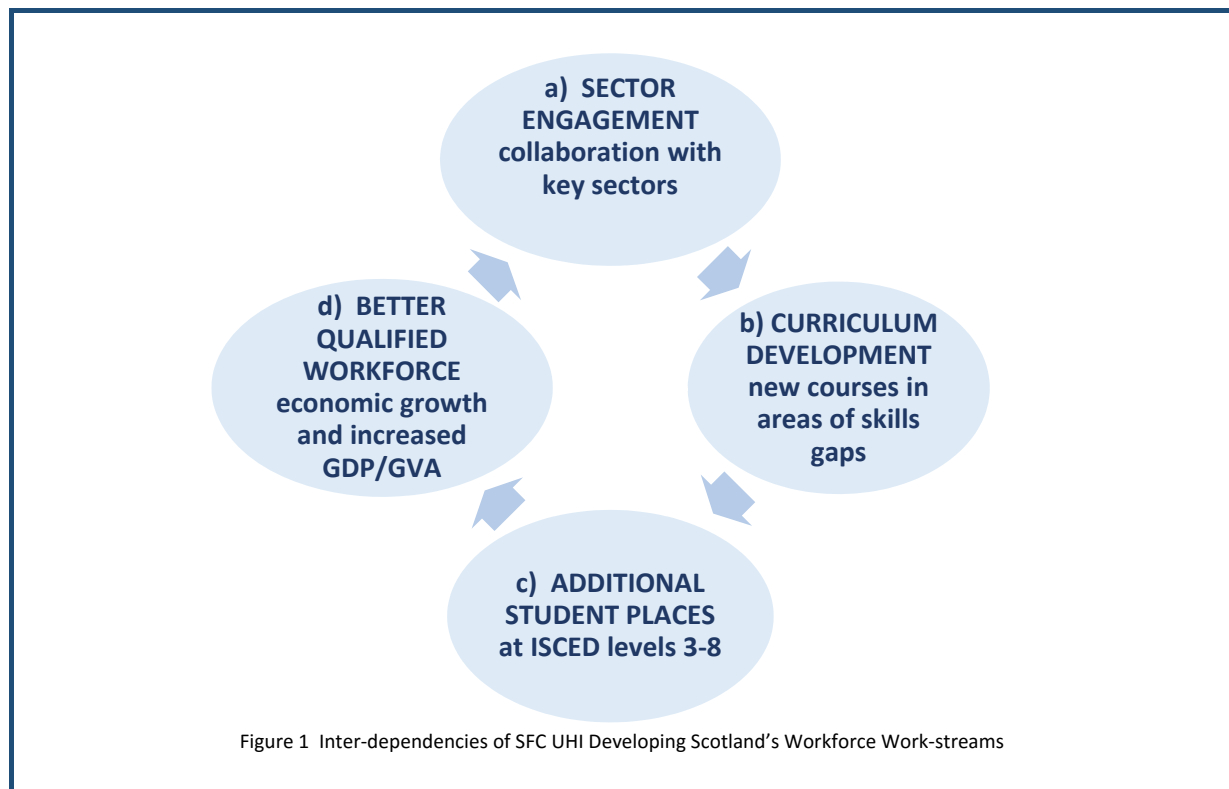 a)  SECTOR
ENGAGEMENT
collaboration with
key sectors
b) CURRICULUM
DEVELOPMENT
new courses in
areas of skills
gaps
c)  ADDITIONAL
STUDENT PLACES
at ISCED levels 3-8
d)  BETTER
QUALIFIED
WORKFORCE
economic growth
and increased
GDP/GVA
Figure 1  Inter-dependencies of SFC UHI Developing Scotland’s Workforce Work-streams